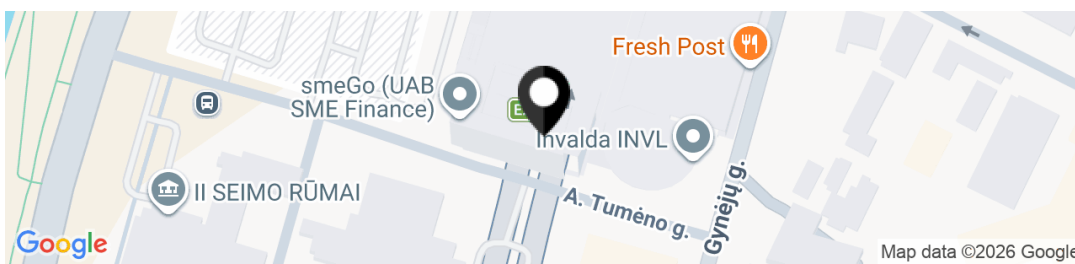 Fresh Post
smeGo (UAB
SME Finance)
E
Invalda INVL
II SEIMO RŪMAI
A. Tumėno g.
Gynėjų g.
Google
Map data ©2026 Google